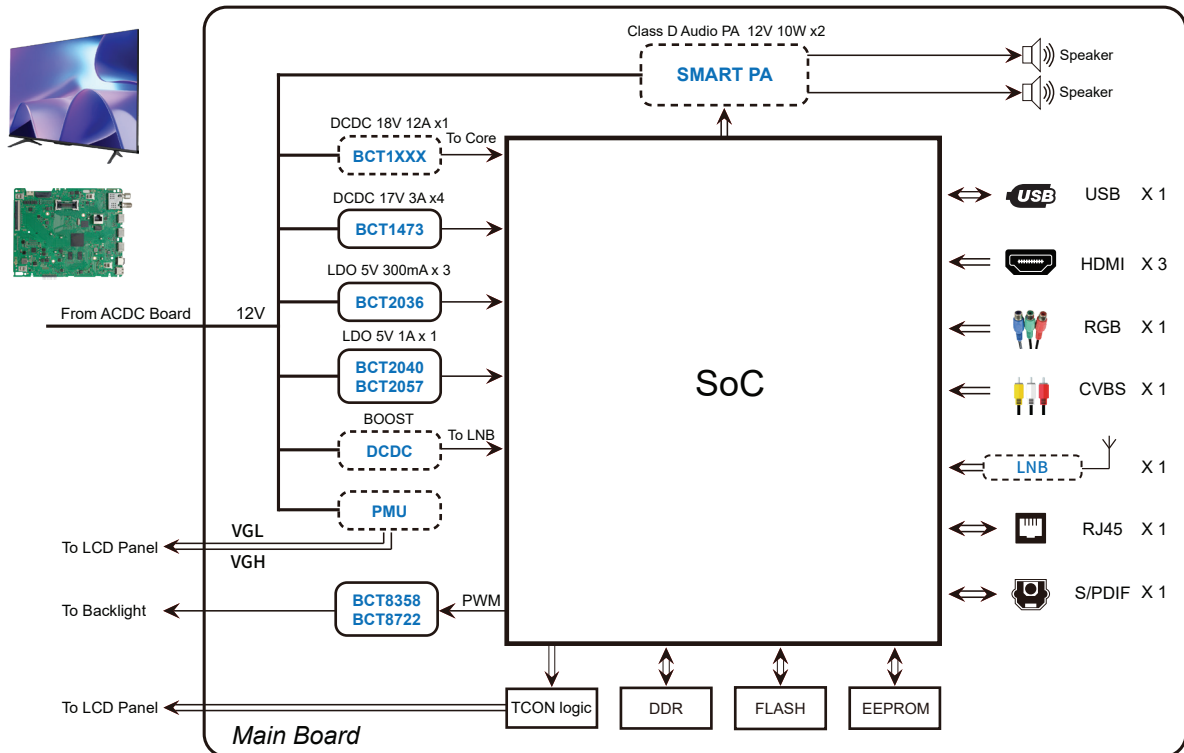 Class D Audio PA 12V 10W x2
SMART PA
Speaker
Speaker
DCDC 18V 12A x1
BCT1XXX
To Core
DCDC 17V 3A x4
BCT1473
LDO 5V 300mA x 3
BCT2036
From ACDC Board
12V
LDO 5V 1A x 1
BCT2040
BCT2057
BOOST
DCDC
To LNB
PMU
VGL
To LCD Panel
VGH
To Backlight
BCT8358
BCT8722
PWM
SoC
USB
USB X 1
HDMI X 3
RGB X 1
CVBS X 1
LNB
X 1
RJ45 X 1
S/PDIF X 1
To LCD Panel
TCON logic
DDR
FLASH
EEPROM
Main Board